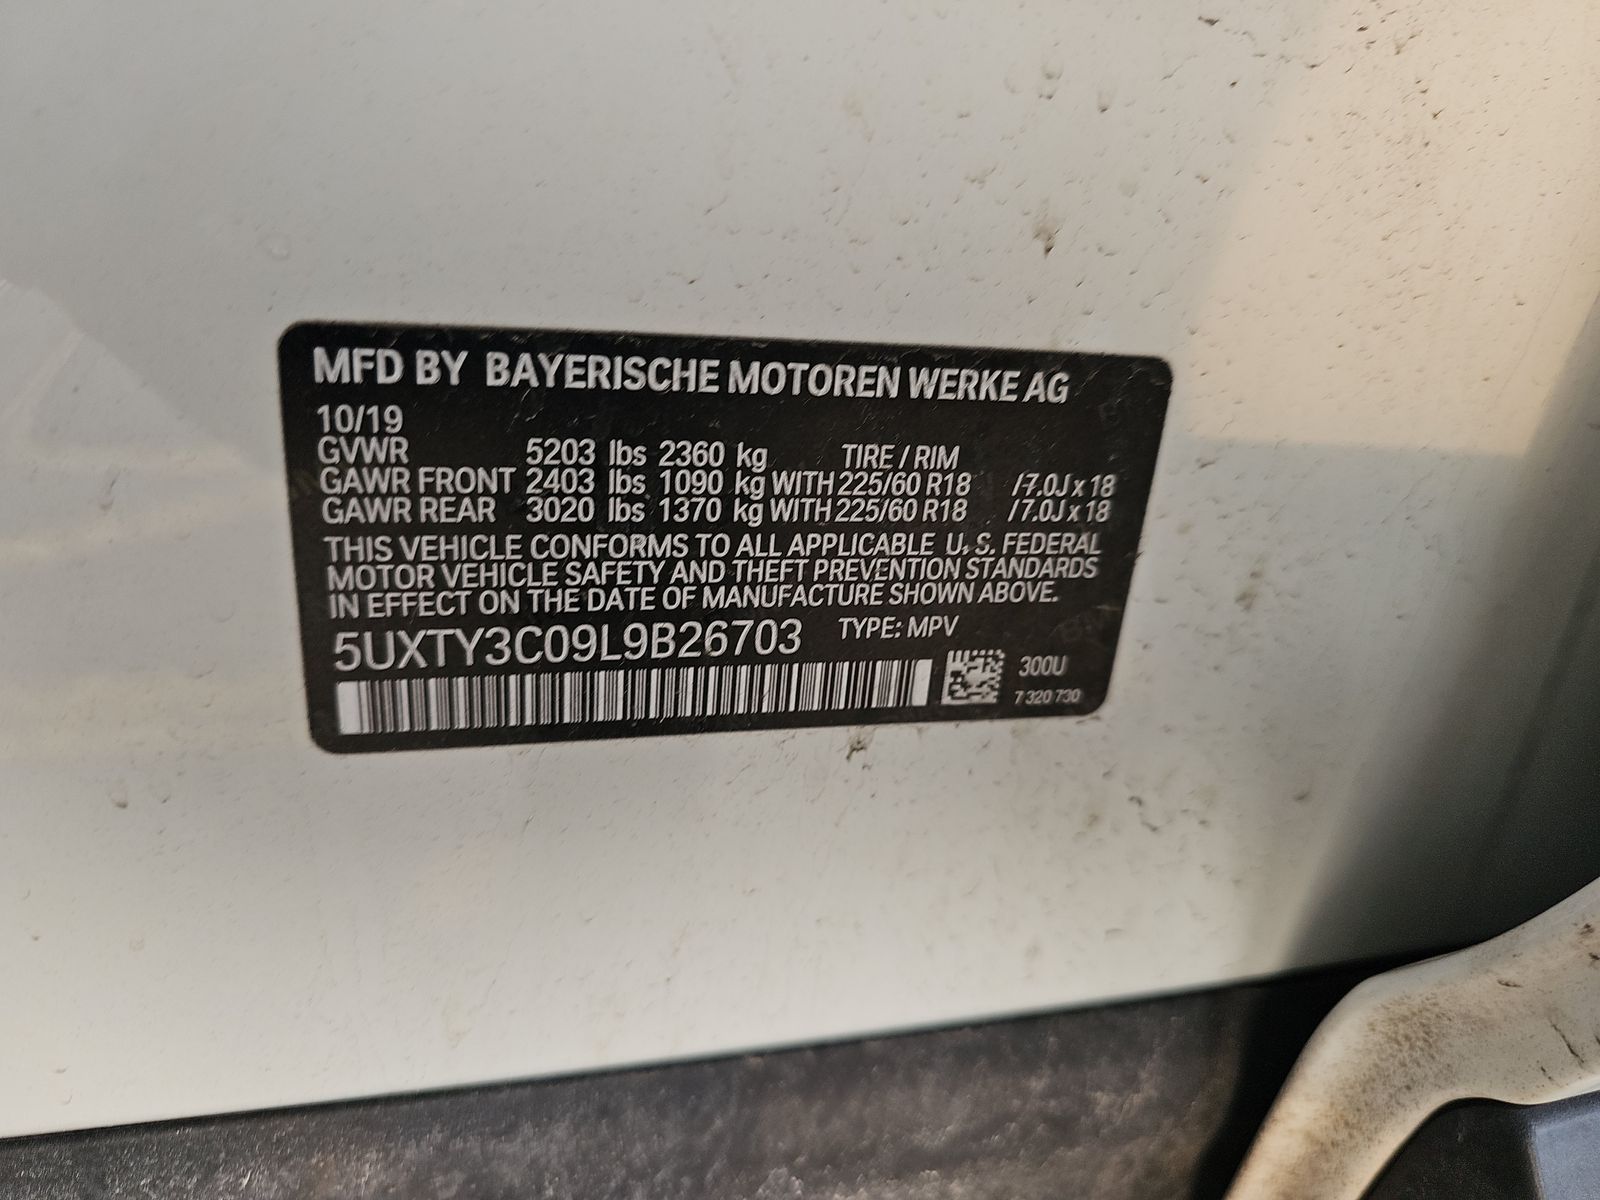 MFD BY BAYERISCHE MOTOREN WERKE AG
10/19
GVWR 5203 lbs 2360 kg TIRE / RIM
GAWR FRONT 2403 lbs 1090 kg WITH 225/60 R18 /7.0J x 18
GAWR REAR 3020 lbs 1370 kg WITH 225/60 R18 /7.0J x 18
THIS VEHICLE CONFORMS TO ALL APPLICABLE U.S. FEDERAL
MOTOR VEHICLE SAFETY AND THEFT PREVENTION STANDARDS
IN EFFECT ON THE DATE OF MANUFACTURE SHOWN ABOVE.
5UXTY3C09L9B26703 TYPE: MPV
300U
7 320 730